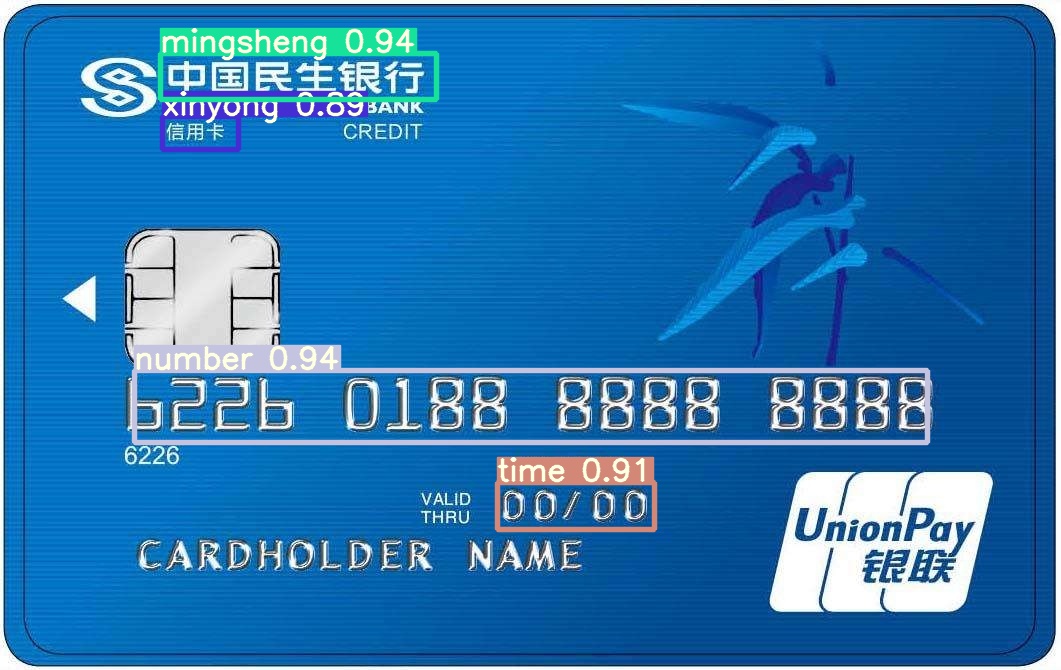 mingsheng 0.94
中国民生银行
xinyong 0.89 BANK
信用卡 CREDIT
number 0.94
6226 0188 8888 8888
6226
time 0.91
VALID THRU 00/00
CARDHOLDER NAME
UnionPay
银联